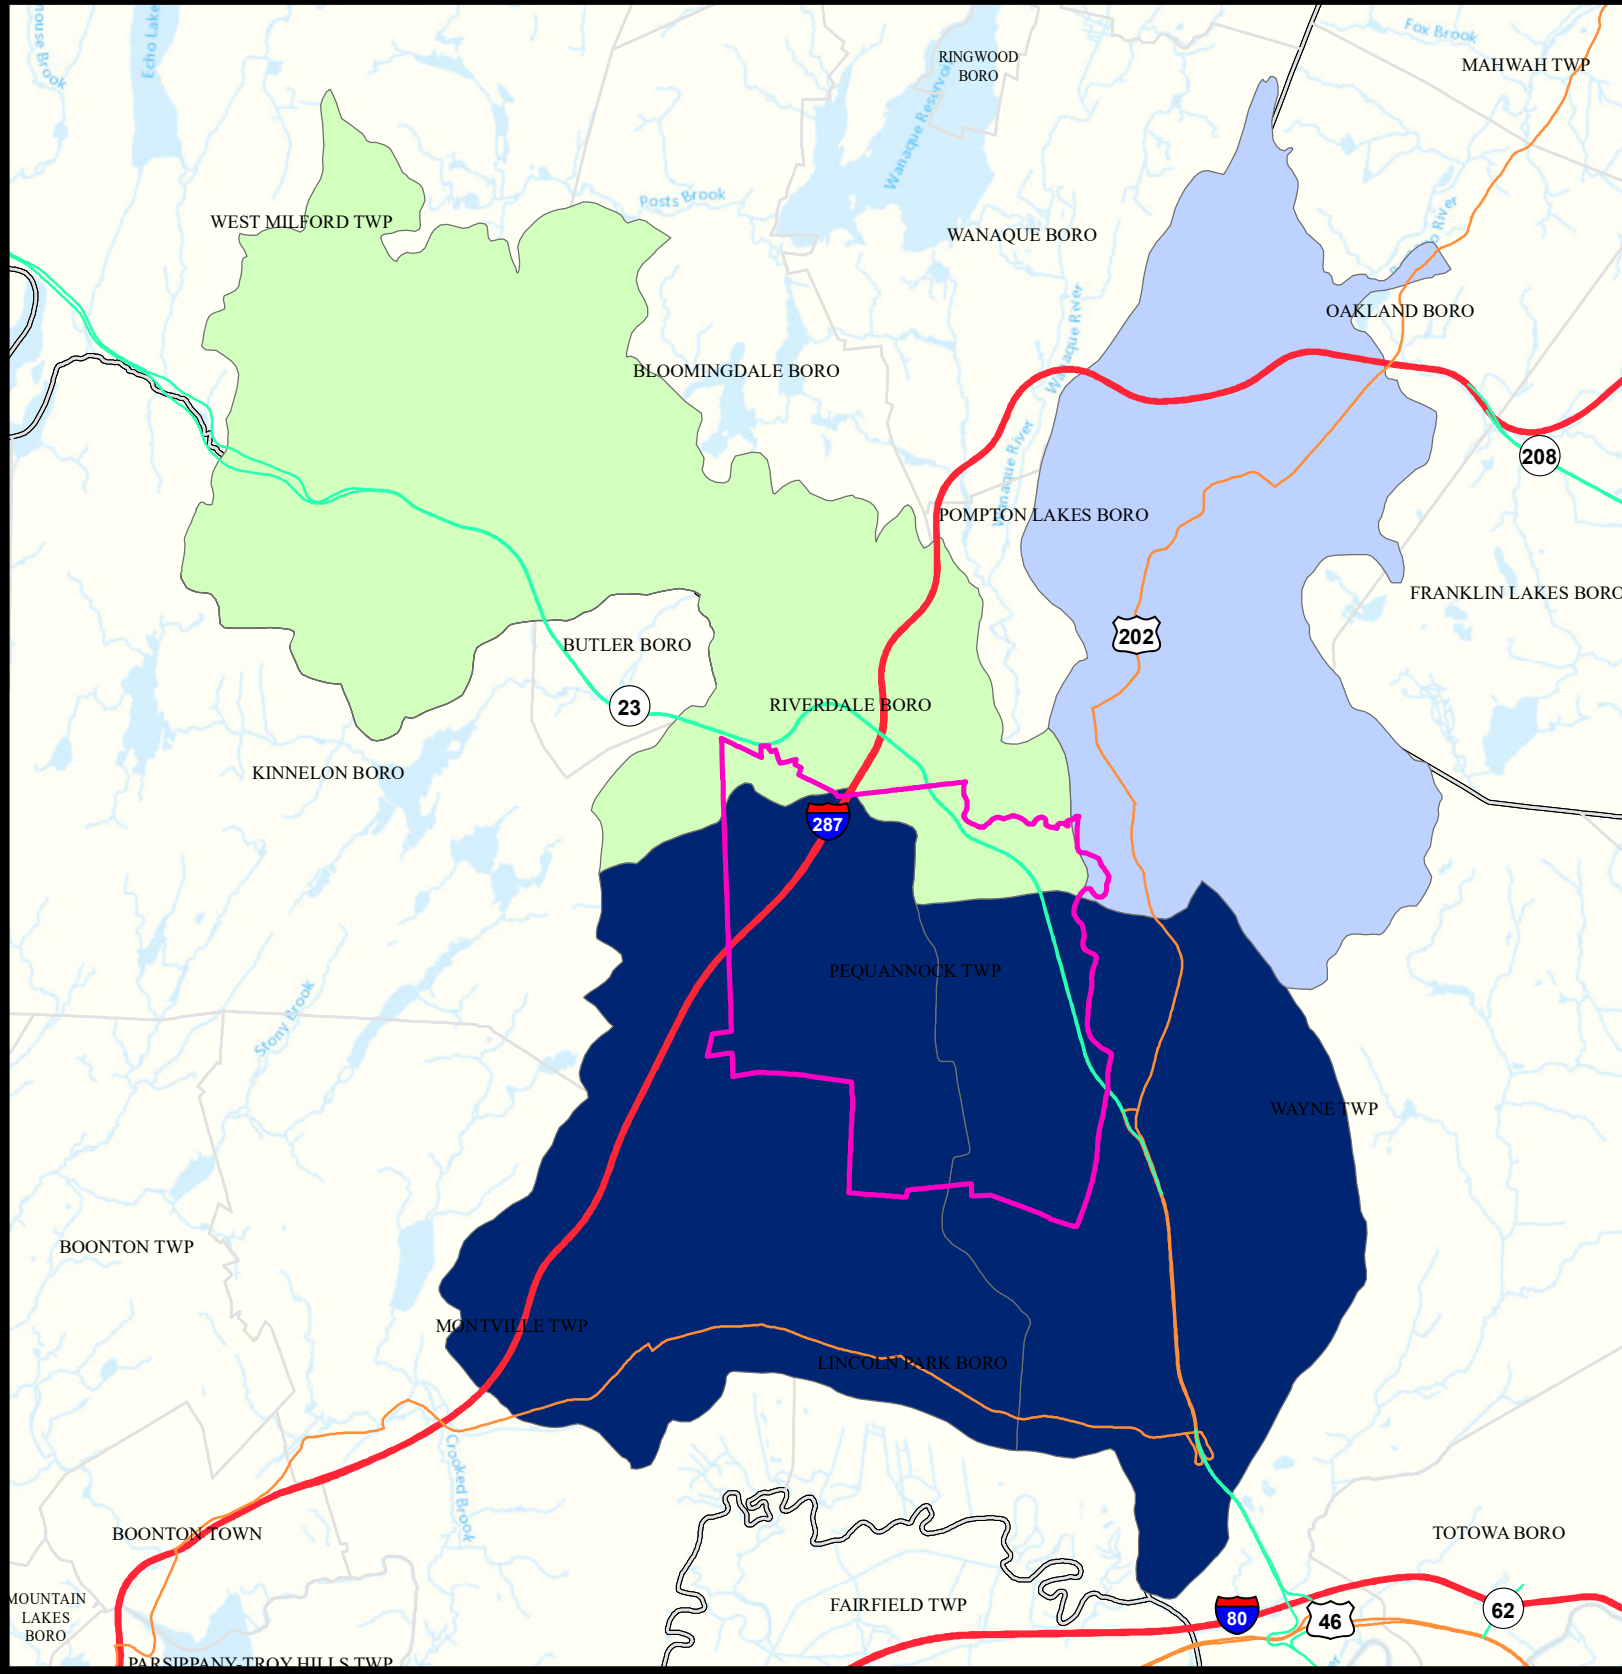 Echo Lake
Fox Brook
RINGWOOD
BORO
MAHWAH TWP
Wanaque Reservoir
Posts Brook
WEST MILFORD TWP
WANAQUE BORO
Wanaque River
OAKLAND BORO
BLOOMINGDALE BORO
Wanaque River
208
POMPTON LAKES BORO
FRANKLIN LAKES BORO
202
BUTLER BORO
23
RIVERDALE BORO
KINNELON BORO
287
PEQUANNOCK TWP
Stony Brook
WAYNE TWP
BOONTON TWP
MONTVILLE TWP
LINCOLN PARK BORO
Crooked Brook
BOONTON TOWN
TOTOWA BORO
MOUNTAIN
LAKES
BORO
FAIRFIELD TWP
80
46
62
PARSIPPANY-TROY HILLS TWP